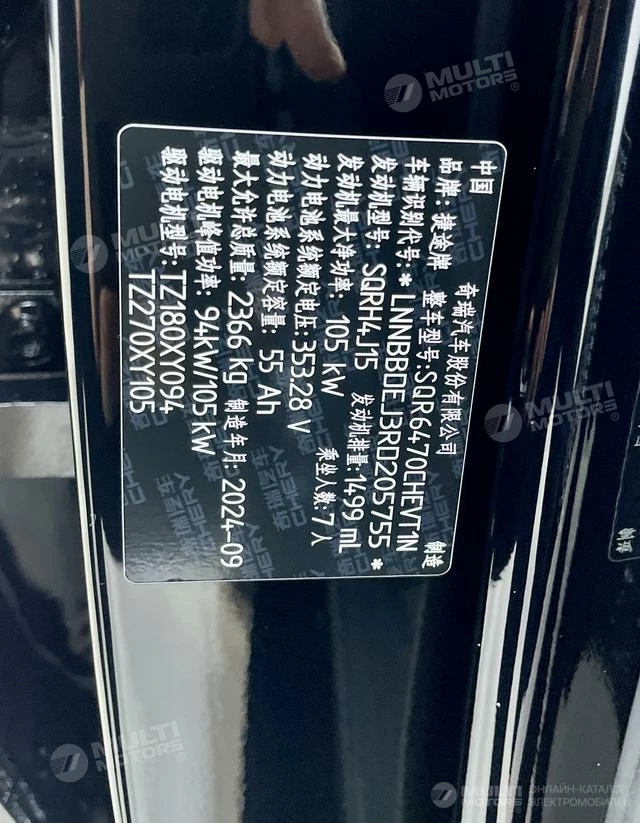 中国 奇瑞汽车股份有限公司 制造
品牌: 捷途牌 整车型号:SQR6470CHEVT1N
车辆识别代号:*LNNBBDEJ3RD205755*
发动机型号: SQRH4J15 发动机排量:1499 mL
发动机最大净功率: 105 kW 乘坐人数:7人
动力电池系统额定电压:353.28 V
动力电池系统额定容量: 55 Ah
最大允许总质量: 2366 kg 制造年月: 2024-09
驱动电机峰值功率: 94kW/105kW
驱动电机型号:TZ180XY094
TZ270XY105
MULTI
MOTORS®
MULTI
MOTORS®
MULTI
MOTORS®
MULTI
MOTORS®
MULTI
MOTORS®
ОНЛАЙН-КАТАЛОГ
ЭЛЕКТРОМОБИЛЕЙ